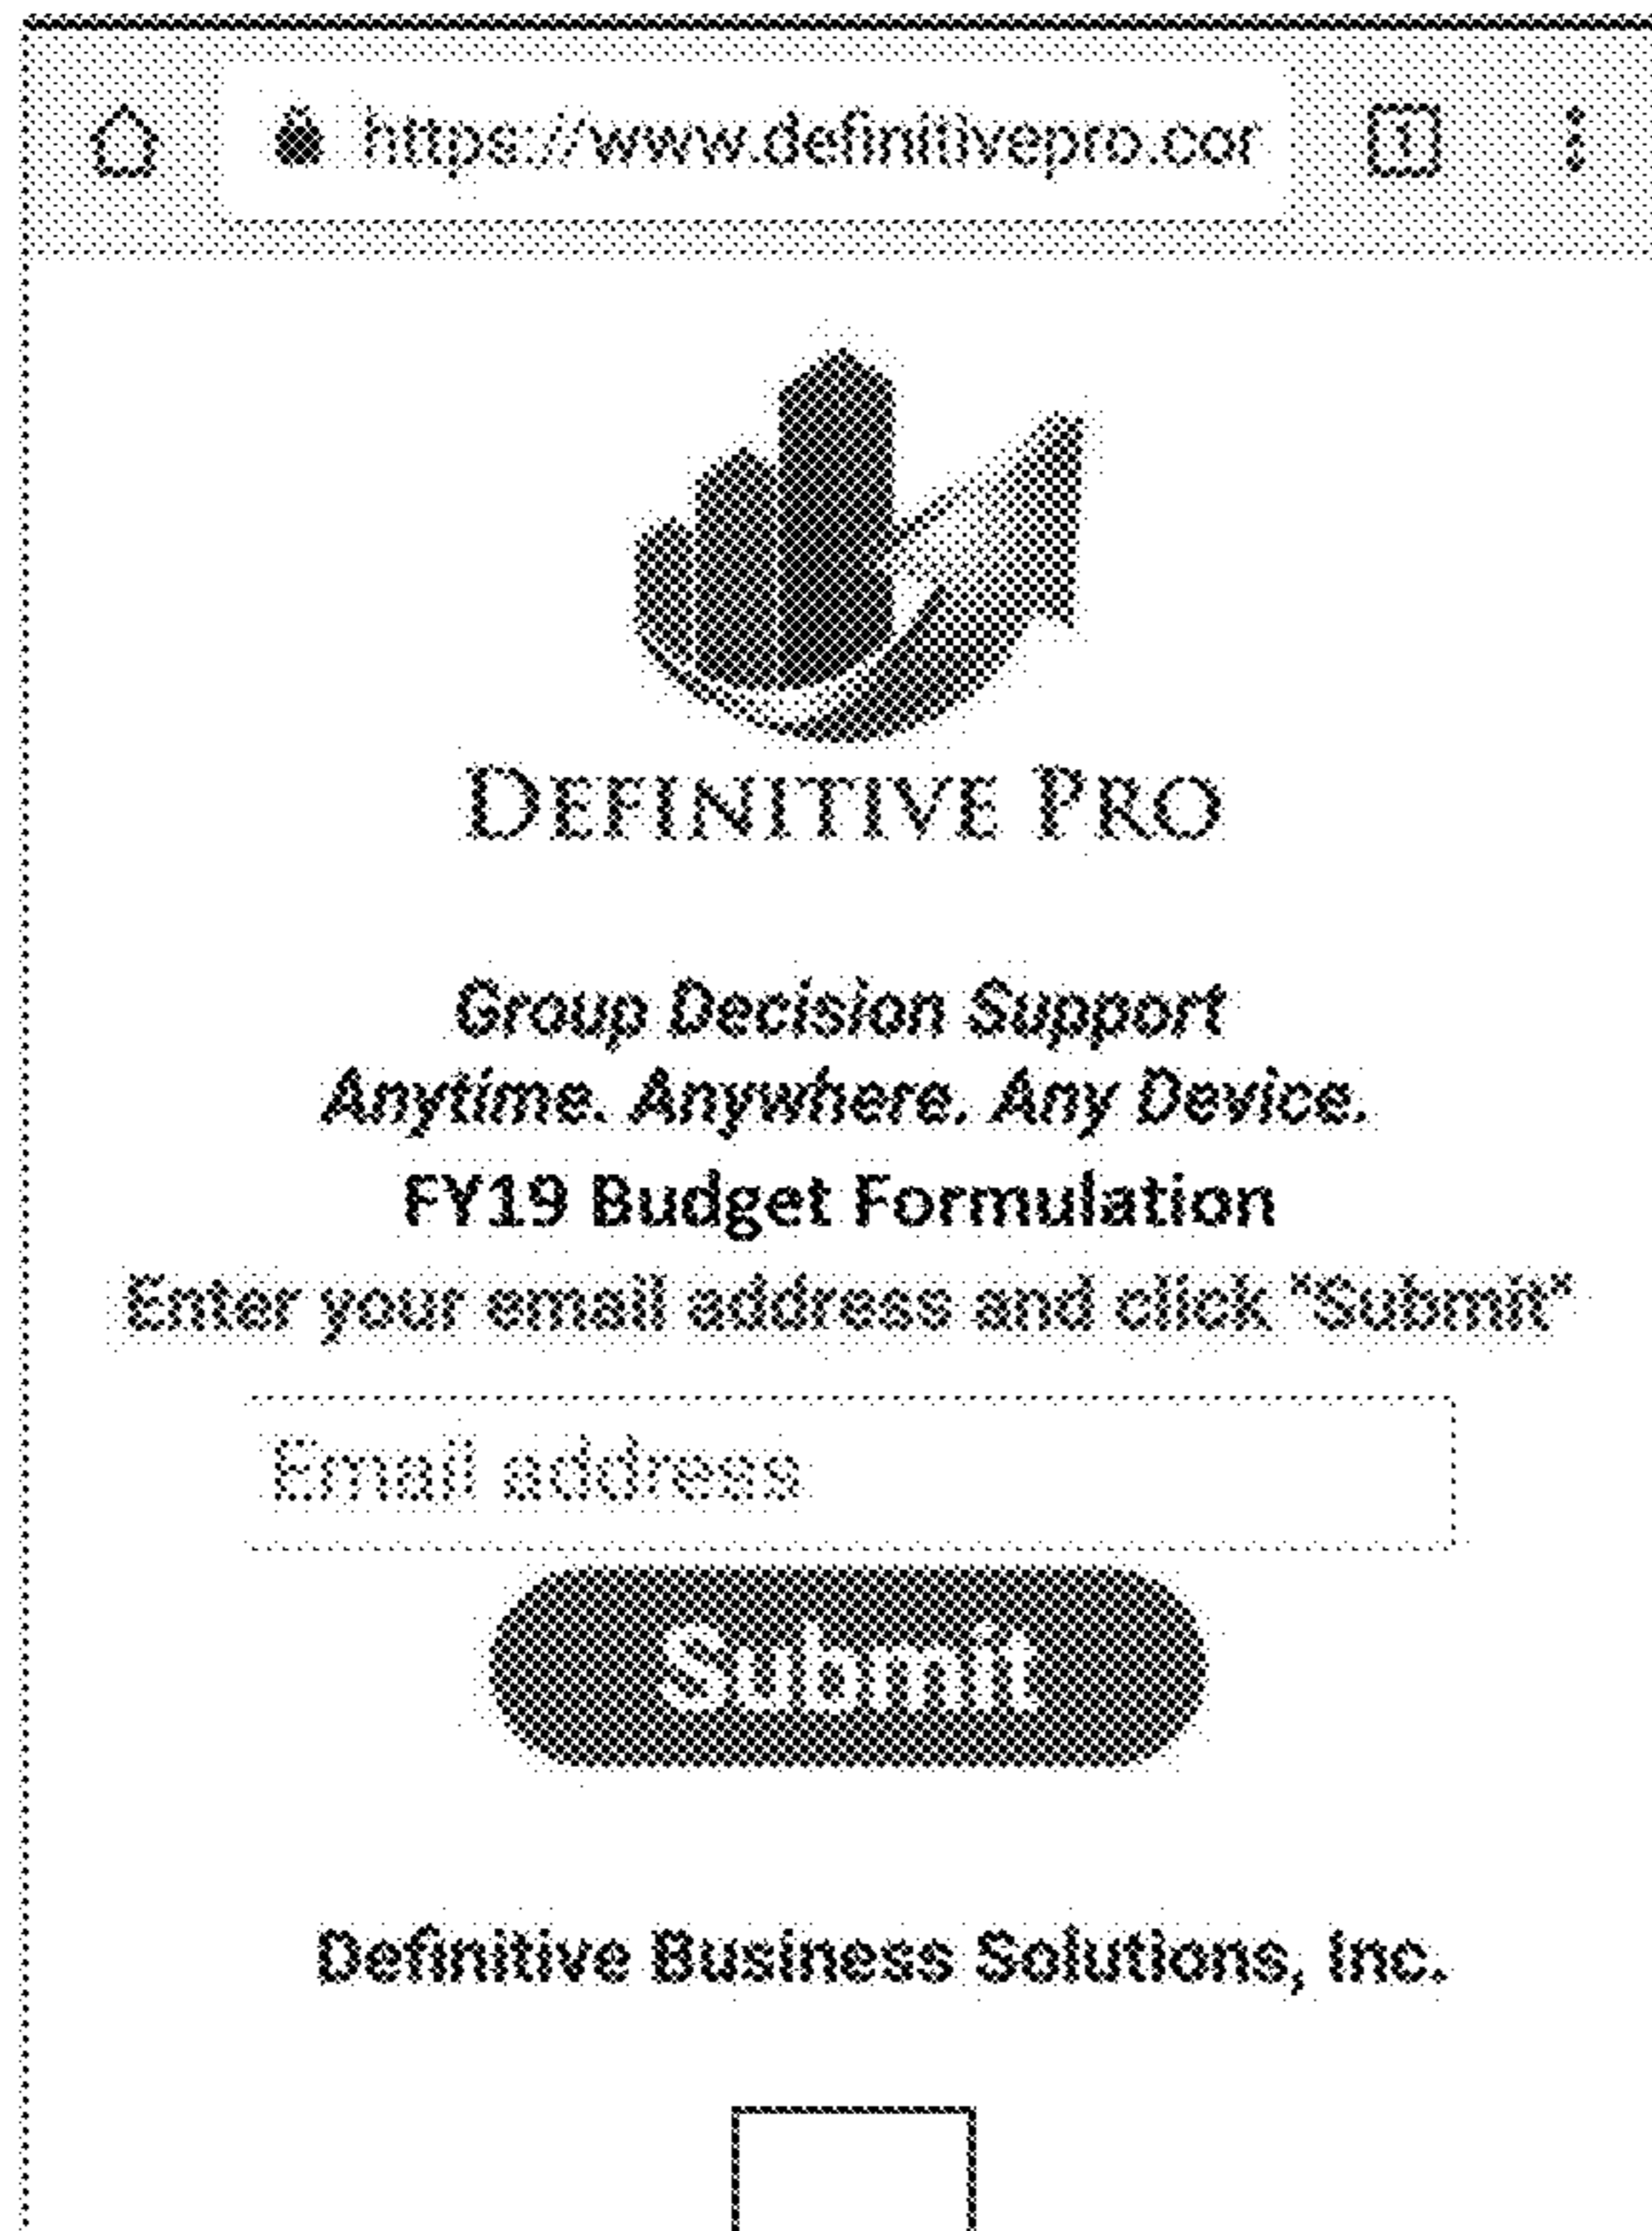 https://www.definitivepro.cor
1
DEFINITIVE PRO
Group Decision Support
Anytime. Anywhere. Any Device.
FY19 Budget Formulation
Enter your email address and click "Submit"
Email address
Submit
Definitive Business Solutions, Inc.